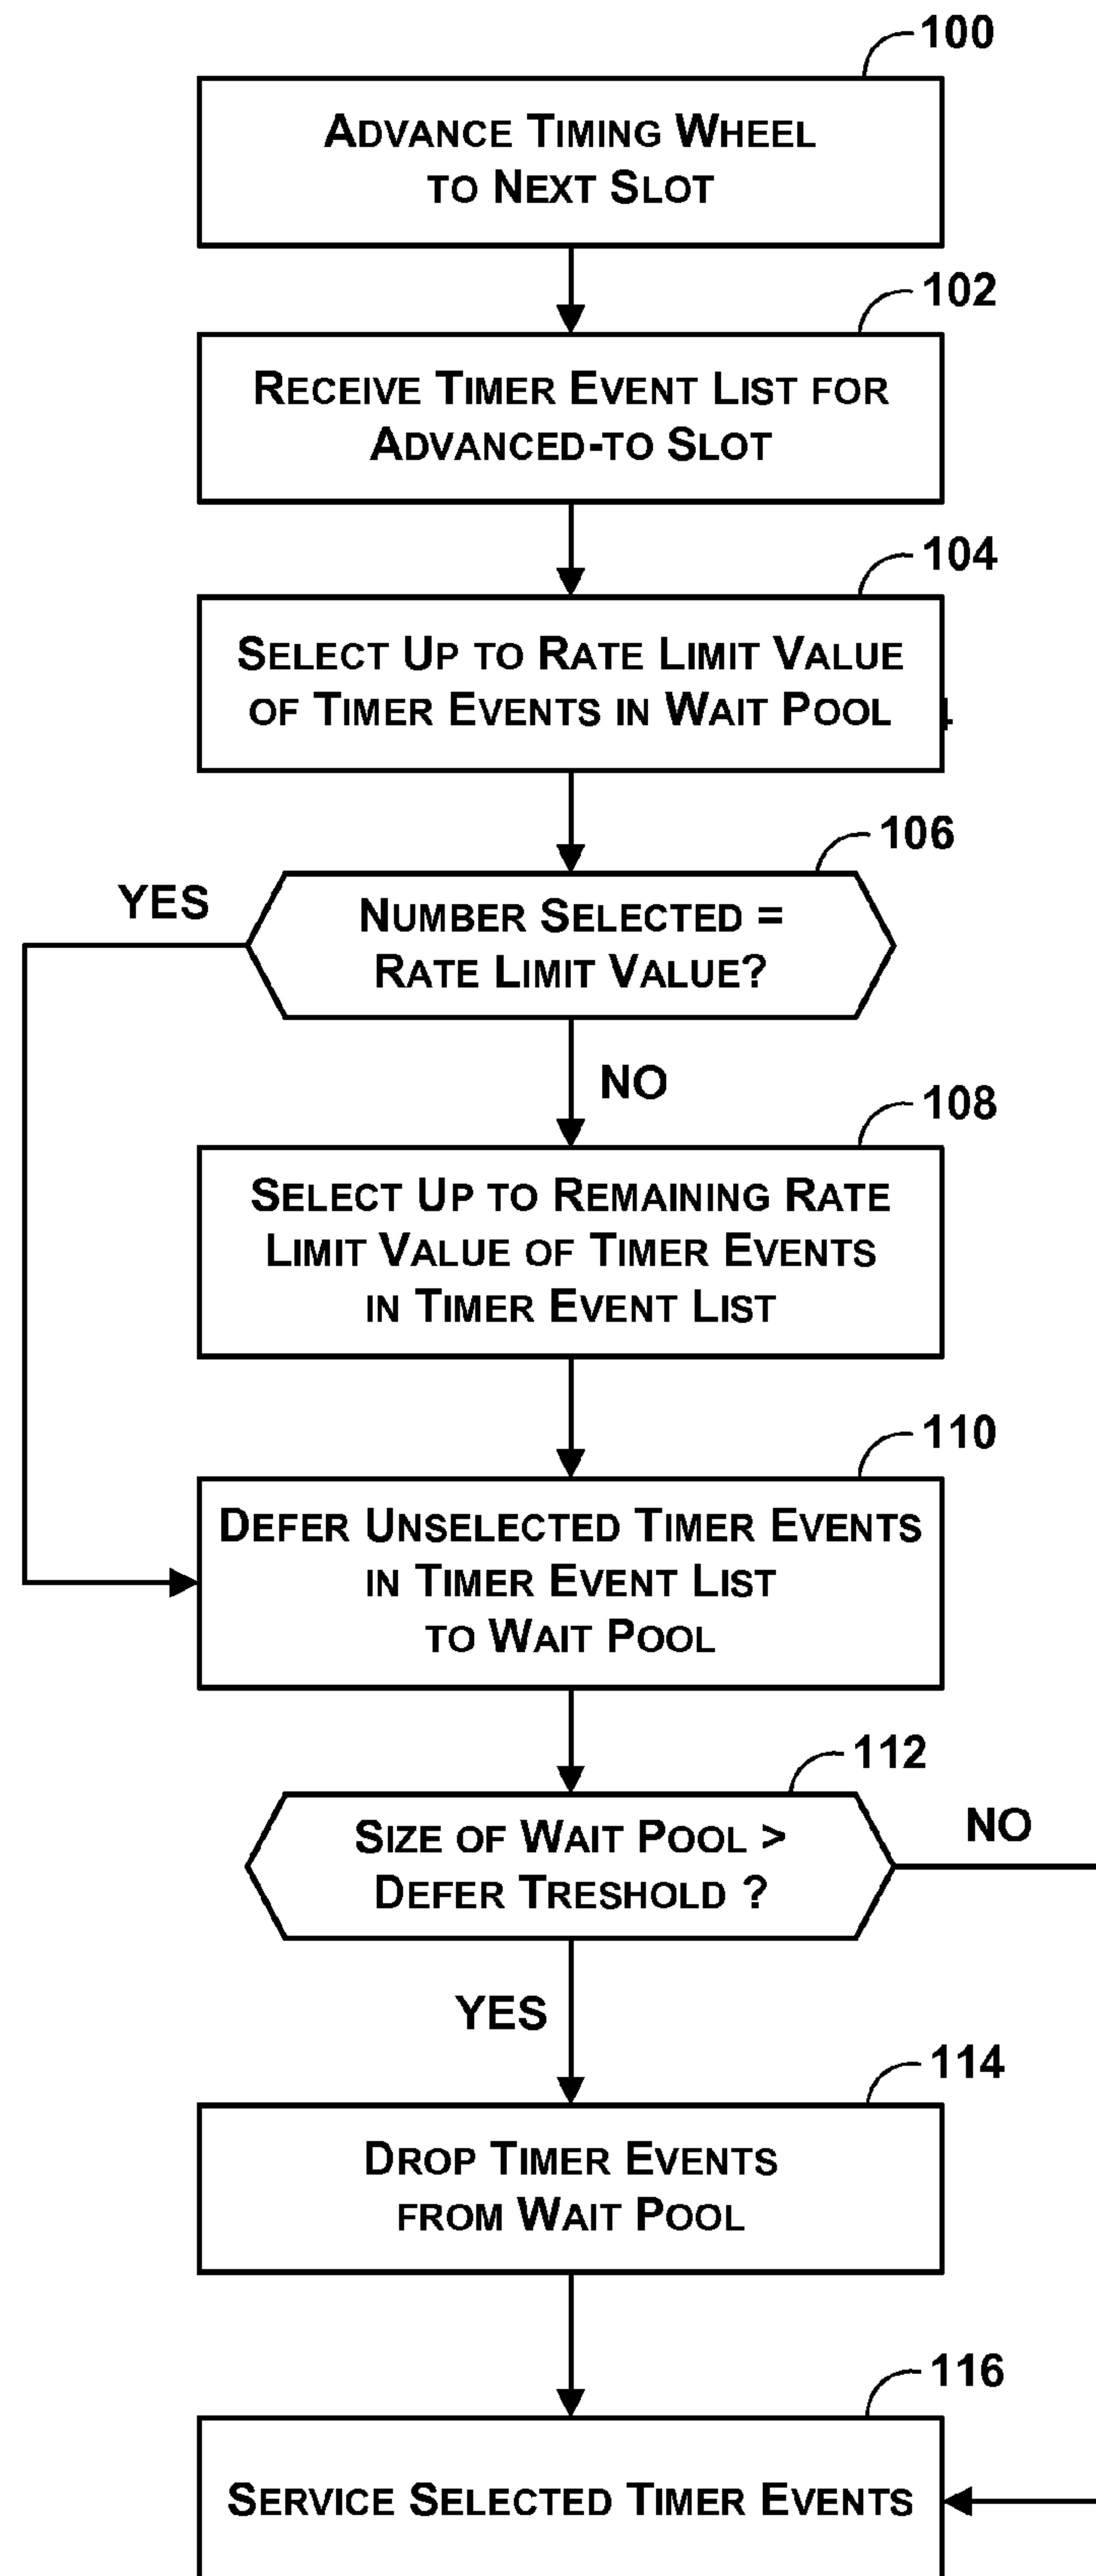 100
ADVANCE TIMING WHEEL
TO NEXT SLOT
102
RECEIVE TIMER EVENT LIST FOR
ADVANCED-TO SLOT
104
SELECT UP TO RATE LIMIT VALUE
OF TIMER EVENTS IN WAIT POOL
106
YES
NUMBER SELECTED =
RATE LIMIT VALUE?
NO
108
SELECT UP TO REMAINING RATE
LIMIT VALUE OF TIMER EVENTS
IN TIMER EVENT LIST
110
DEFER UNSELECTED TIMER EVENTS
IN TIMER EVENT LIST
TO WAIT POOL
112
NO
SIZE OF WAIT POOL >
DEFER TRESHOLD ?
YES
114
DROP TIMER EVENTS
FROM WAIT POOL
116
SERVICE SELECTED TIMER EVENTS